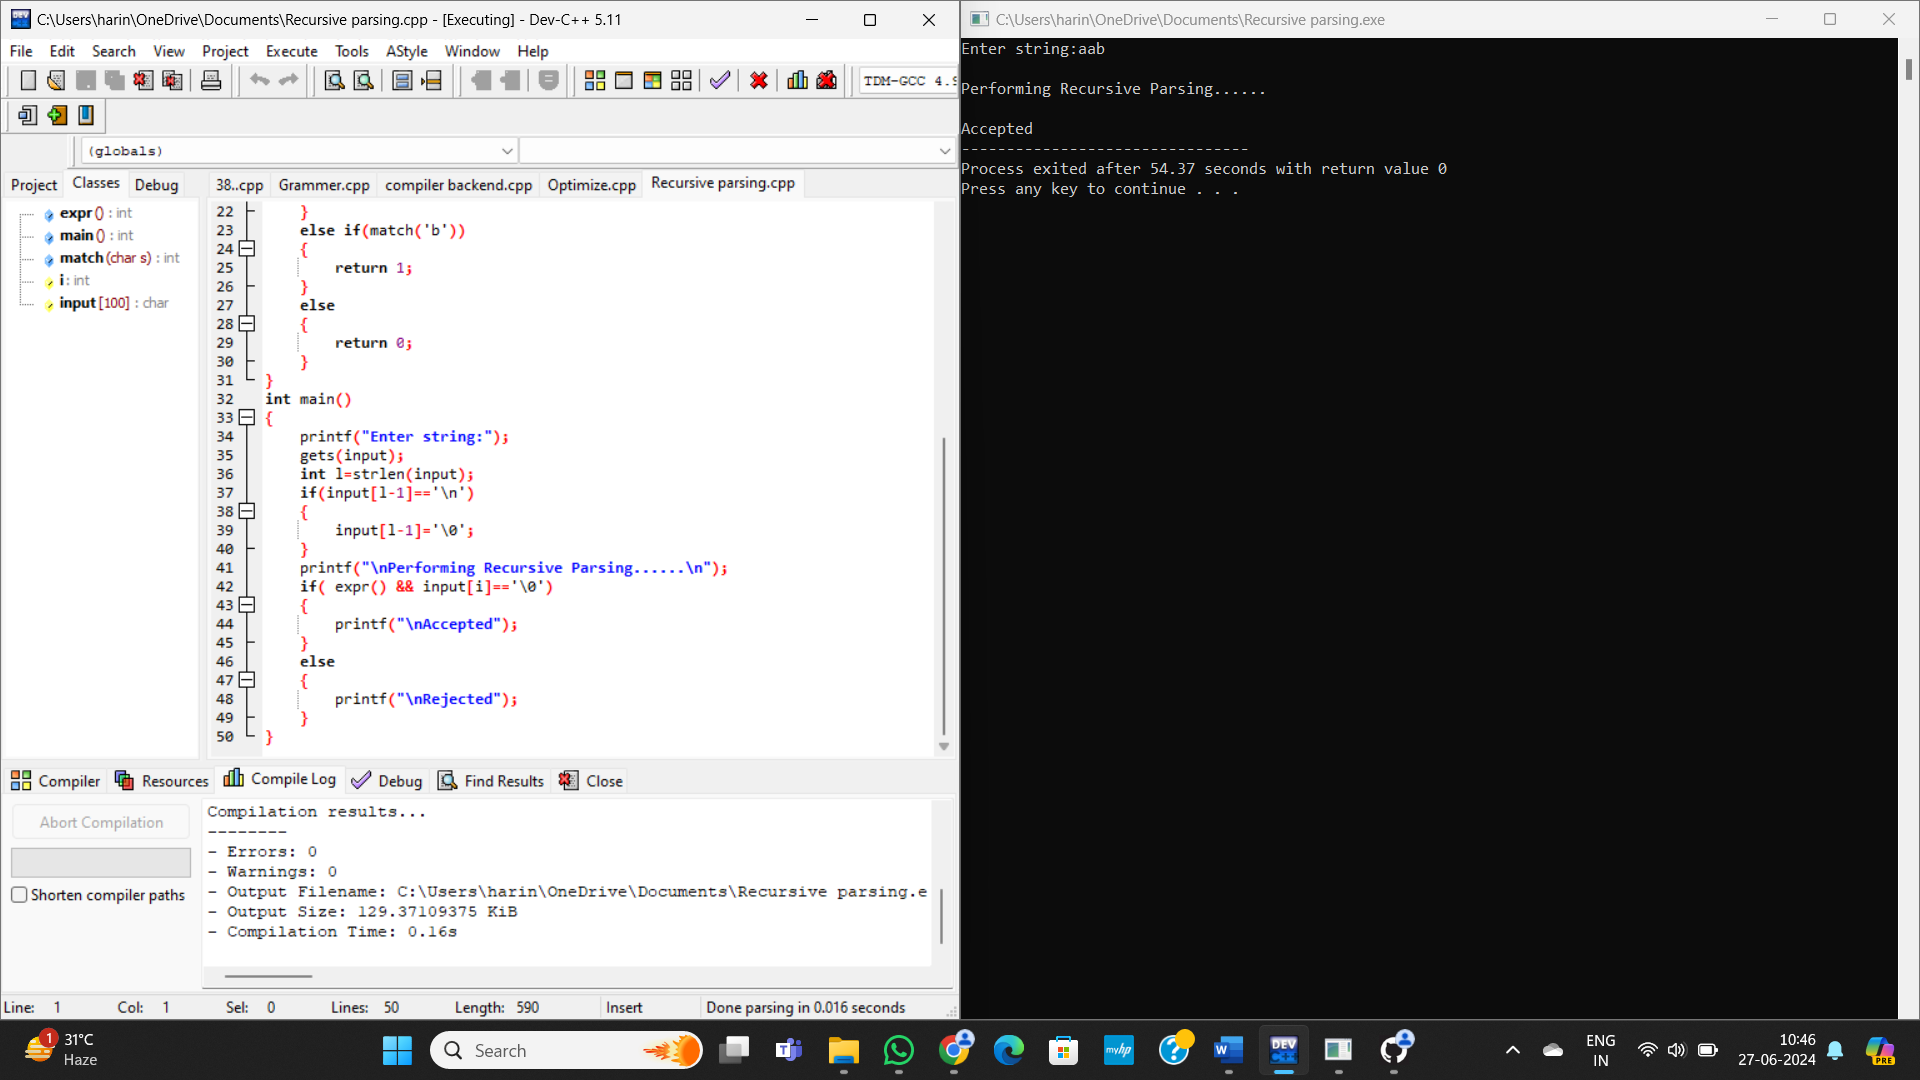 C:\Users\harin\OneDrive\Documents\Recursive parsing.cpp - [Executing] - Dev-C++ 5.11
File Edit Search View Project Execute Tools AStyle Window Help
TDM-GCC 4.9
(globals)
Project Classes Debug
38..cpp Grammer.cpp compiler backend.cpp Optimize.cpp Recursive parsing.cpp
expr () : int
main () : int
match (char s) : int
i : int
input [100] : char
22 }
23 else if(match('b'))
24 {
25 return 1;
26 }
27 else
28 {
29 return 0;
30 }
31 }
32 int main()
33 {
34 printf("Enter string:");
35 gets(input);
36 int l=strlen(input);
37 if(input[l-1]=='\n')
38 {
39 input[l-1]='\0';
40 }
41 printf("\nPerforming Recursive Parsing......\n");
42 if( expr() && input[i]=='\0')
43 {
44 printf("\nAccepted");
45 }
46 else
47 {
48 printf("\nRejected");
49 }
50 }
Compiler Resources Compile Log Debug Find Results Close
Abort Compilation
Shorten compiler paths
Compilation results...
--------
- Errors: 0
- Warnings: 0
- Output Filename: C:\Users\harin\OneDrive\Documents\Recursive parsing.e
- Output Size: 129.37109375 KiB
- Compilation Time: 0.16s
Line: 1 Col: 1 Sel: 0 Lines: 50 Length: 590 Insert Done parsing in 0.016 seconds
C:\Users\harin\OneDrive\Documents\Recursive parsing.exe
Enter string:aab
Performing Recursive Parsing......
Accepted
--------------------------------
Process exited after 54.37 seconds with return value 0
Press any key to continue . . .
1
31°C
Haze
Search
myhp
DEV
C++
PRE
ENG
IN
10:46
27-06-2024